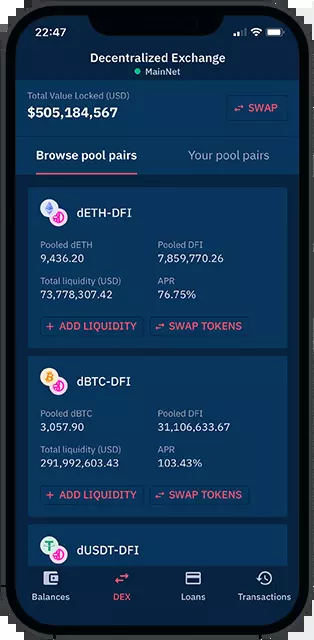 22:47
Decentralized Exchange
MainNet
Total Value Locked (USD)
$505,184,567
SWAP
Browse pool pairs Your pool pairs
dETH-DFI
Pooled dETH Pooled DFI
9,436.20 7,859,770.26
Total liquidity (USD) APR
73,778,307.42 76.75%
+ ADD LIQUIDITY SWAP TOKENS
dBTC-DFI
Pooled dBTC Pooled DFI
3,057.90 31,106,633.67
Total liquidity (USD) APR
291,992,603.43 103.43%
+ ADD LIQUIDITY SWAP TOKENS
dUSDT-DFI
Balances DEX Loans Transactions